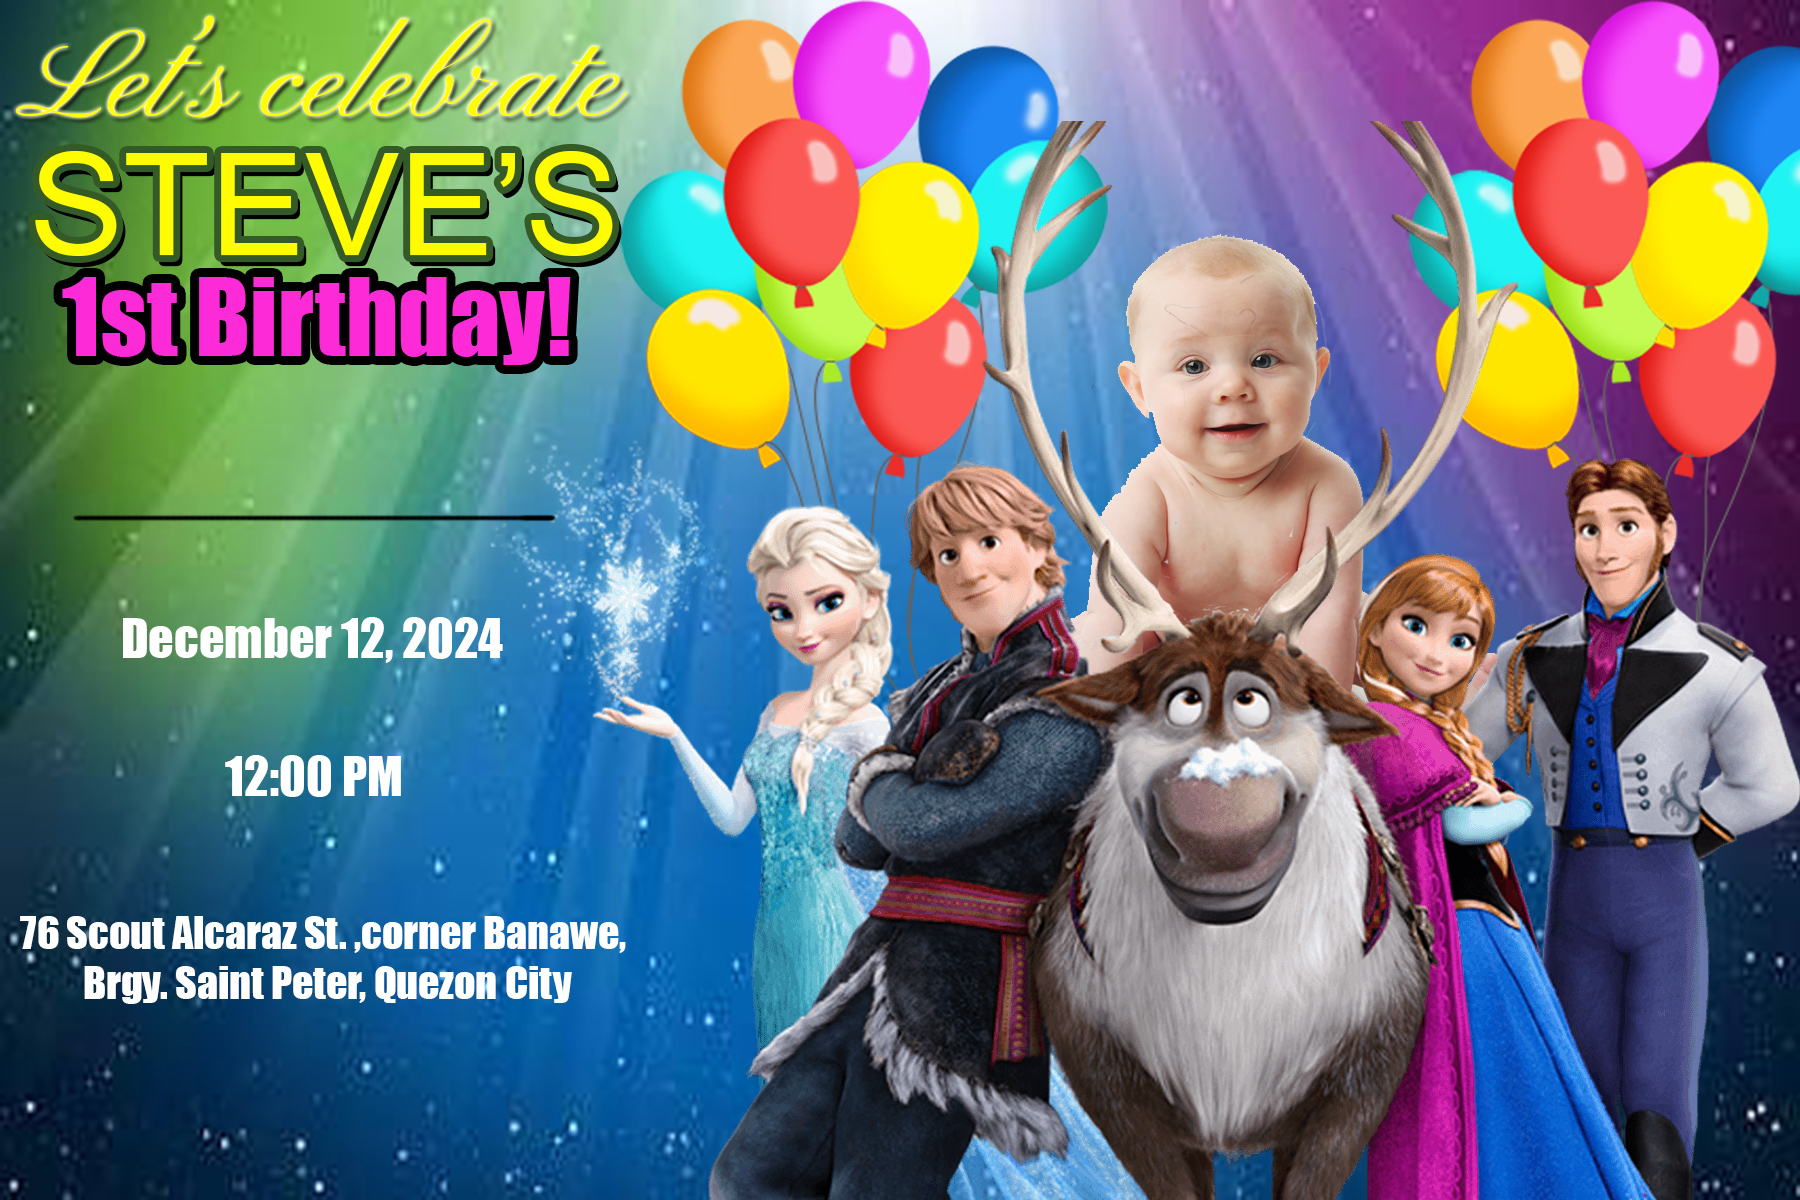 Let's celebrate
STEVE'S
1st Birthday!
December 12, 2024
12:00 PM
76 Scout Alcaraz St. ,corner Banawe,
Brgy. Saint Peter, Quezon City